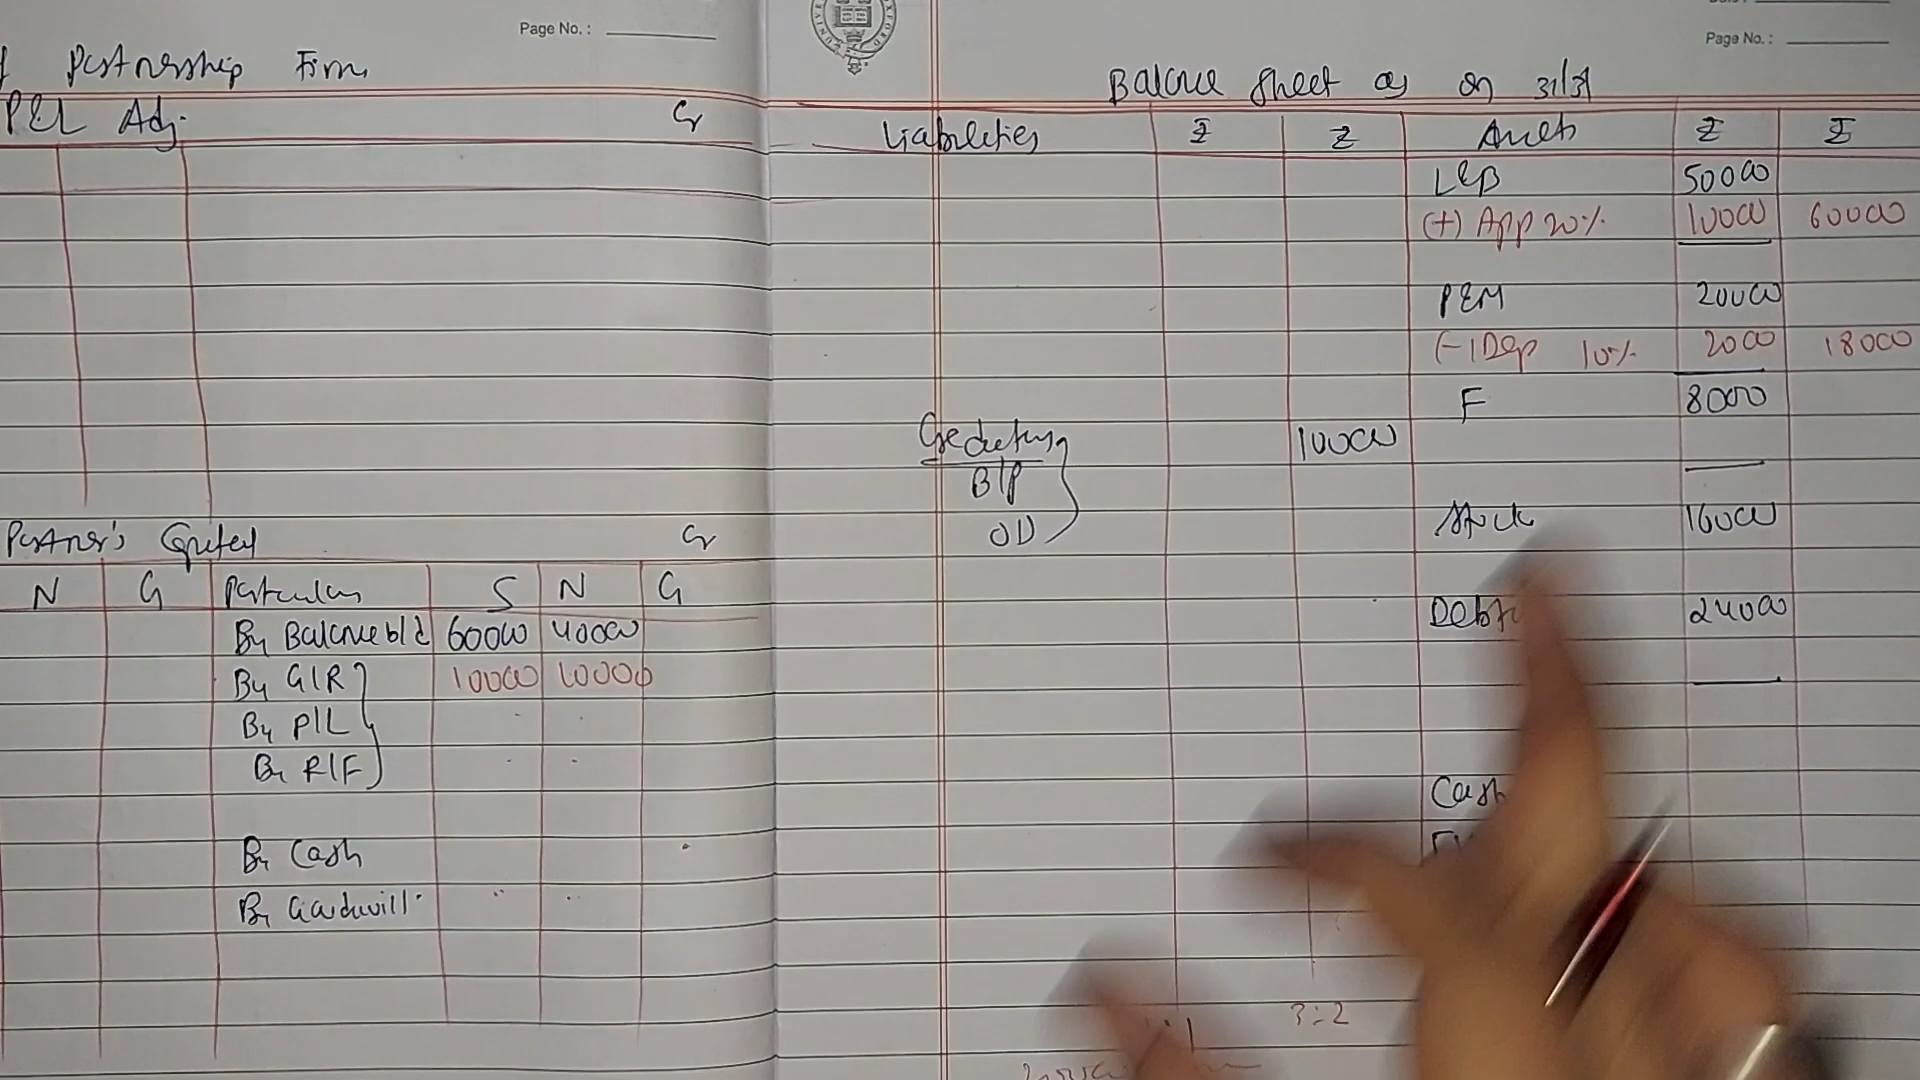 Page No.:
Partnership Firm
P&L Adj. Cr
Partner's Capital Cr
N G Particulars S N G
By Balance b/d 60000 40000
By G/R 10000 10000
By P/L
By R/F
By Cash
By Goodwill
Page No.:
Balance Sheet as on 31/3
Liabilities ₹ ₹ Assets ₹ ₹
L&B 50000
(+) App 20% 10000 60000
P&M 20000
(-) Dep 10% 2000 18000
F 8000
Creditors 10000
B/P
OD
Stock 16000
24000
Cash
3:2